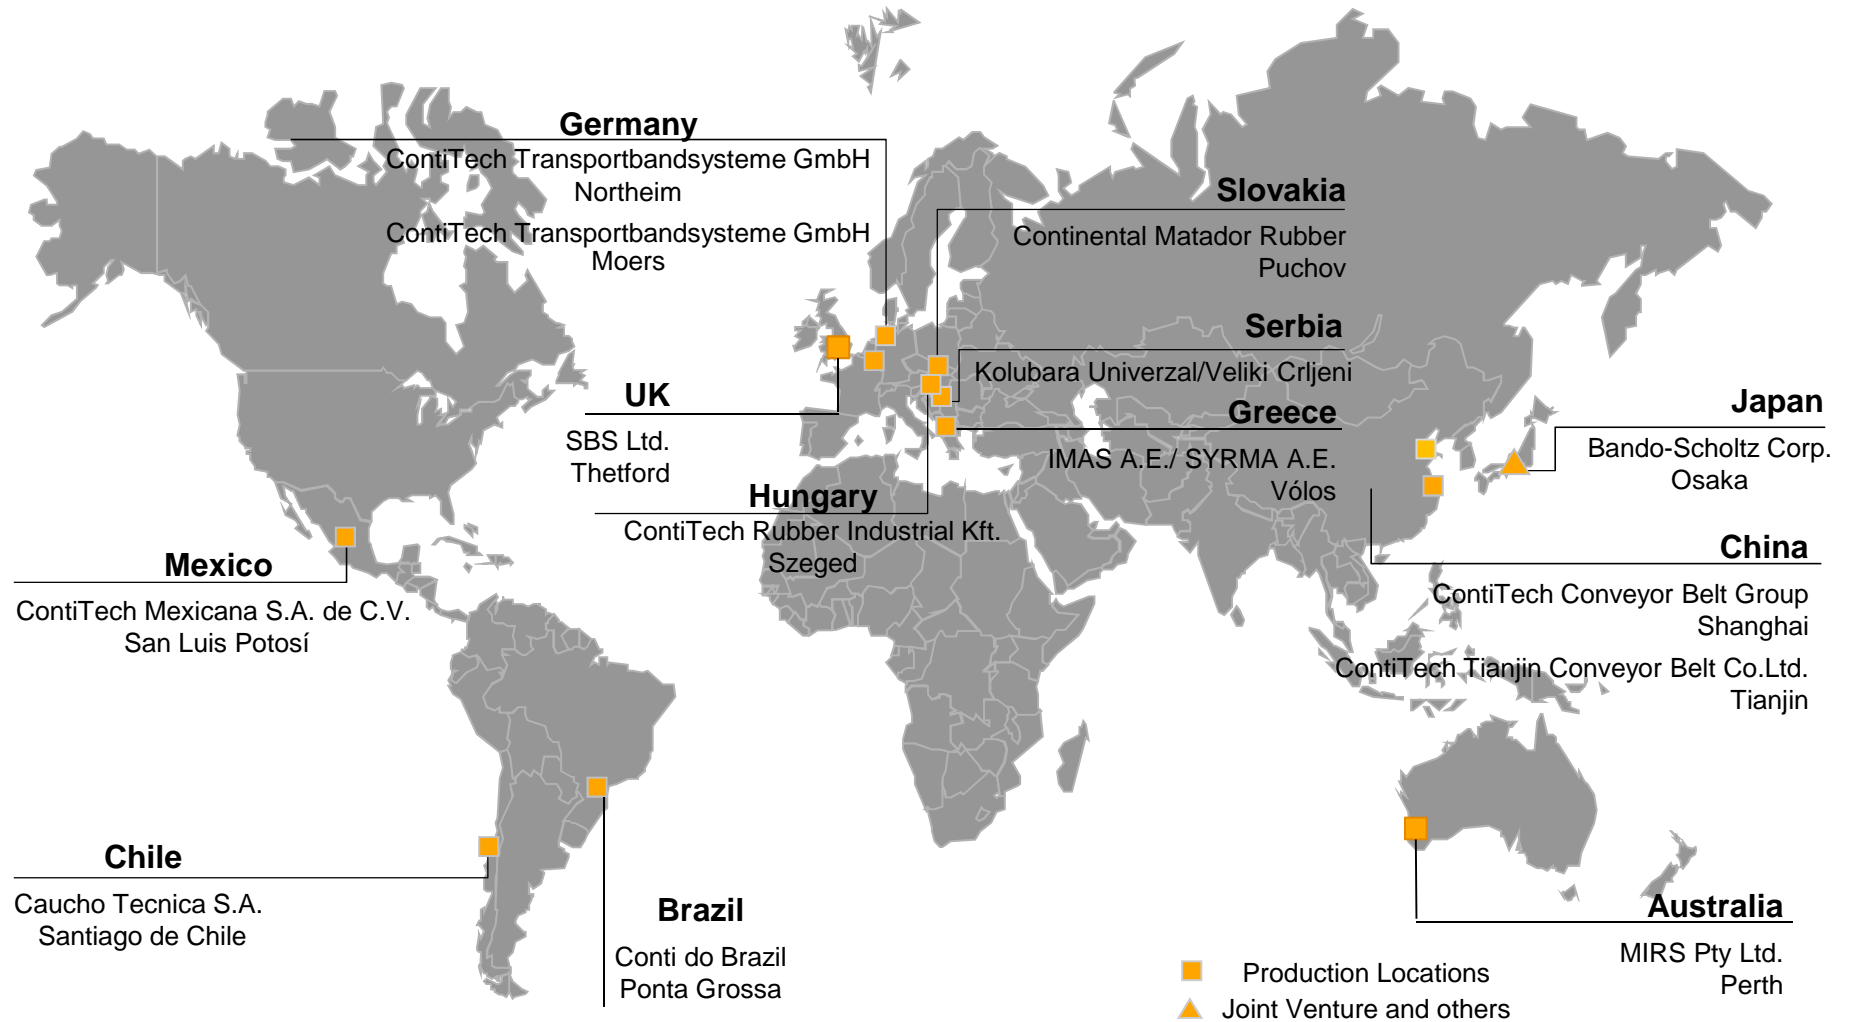 Germany
ContiTech Transportbandsysteme GmbH
Northeim
ContiTech Transportbandsysteme GmbH
Moers
Slovakia
Continental Matador Rubber
Puchov
Serbia
Kolubara Univerzal/Veliki Crljeni
UK
SBS Ltd.
Thetford
Greece
IMAS A.E./ SYRMA A.E.
Vólos
Japan
Bando-Scholtz Corp.
Osaka
Hungary
ContiTech Rubber Industrial Kft.
Szeged
Mexico
ContiTech Mexicana S.A. de C.V.
San Luis Potosí
China
ContiTech Conveyor Belt Group
Shanghai
ContiTech Tianjin Conveyor Belt Co.Ltd.
Tianjin
Chile
Caucho Tecnica S.A.
Santiago de Chile
Brazil
Conti do Brazil
Ponta Grossa
Australia
MIRS Pty Ltd.
Perth
Production Locations
Joint Venture and others